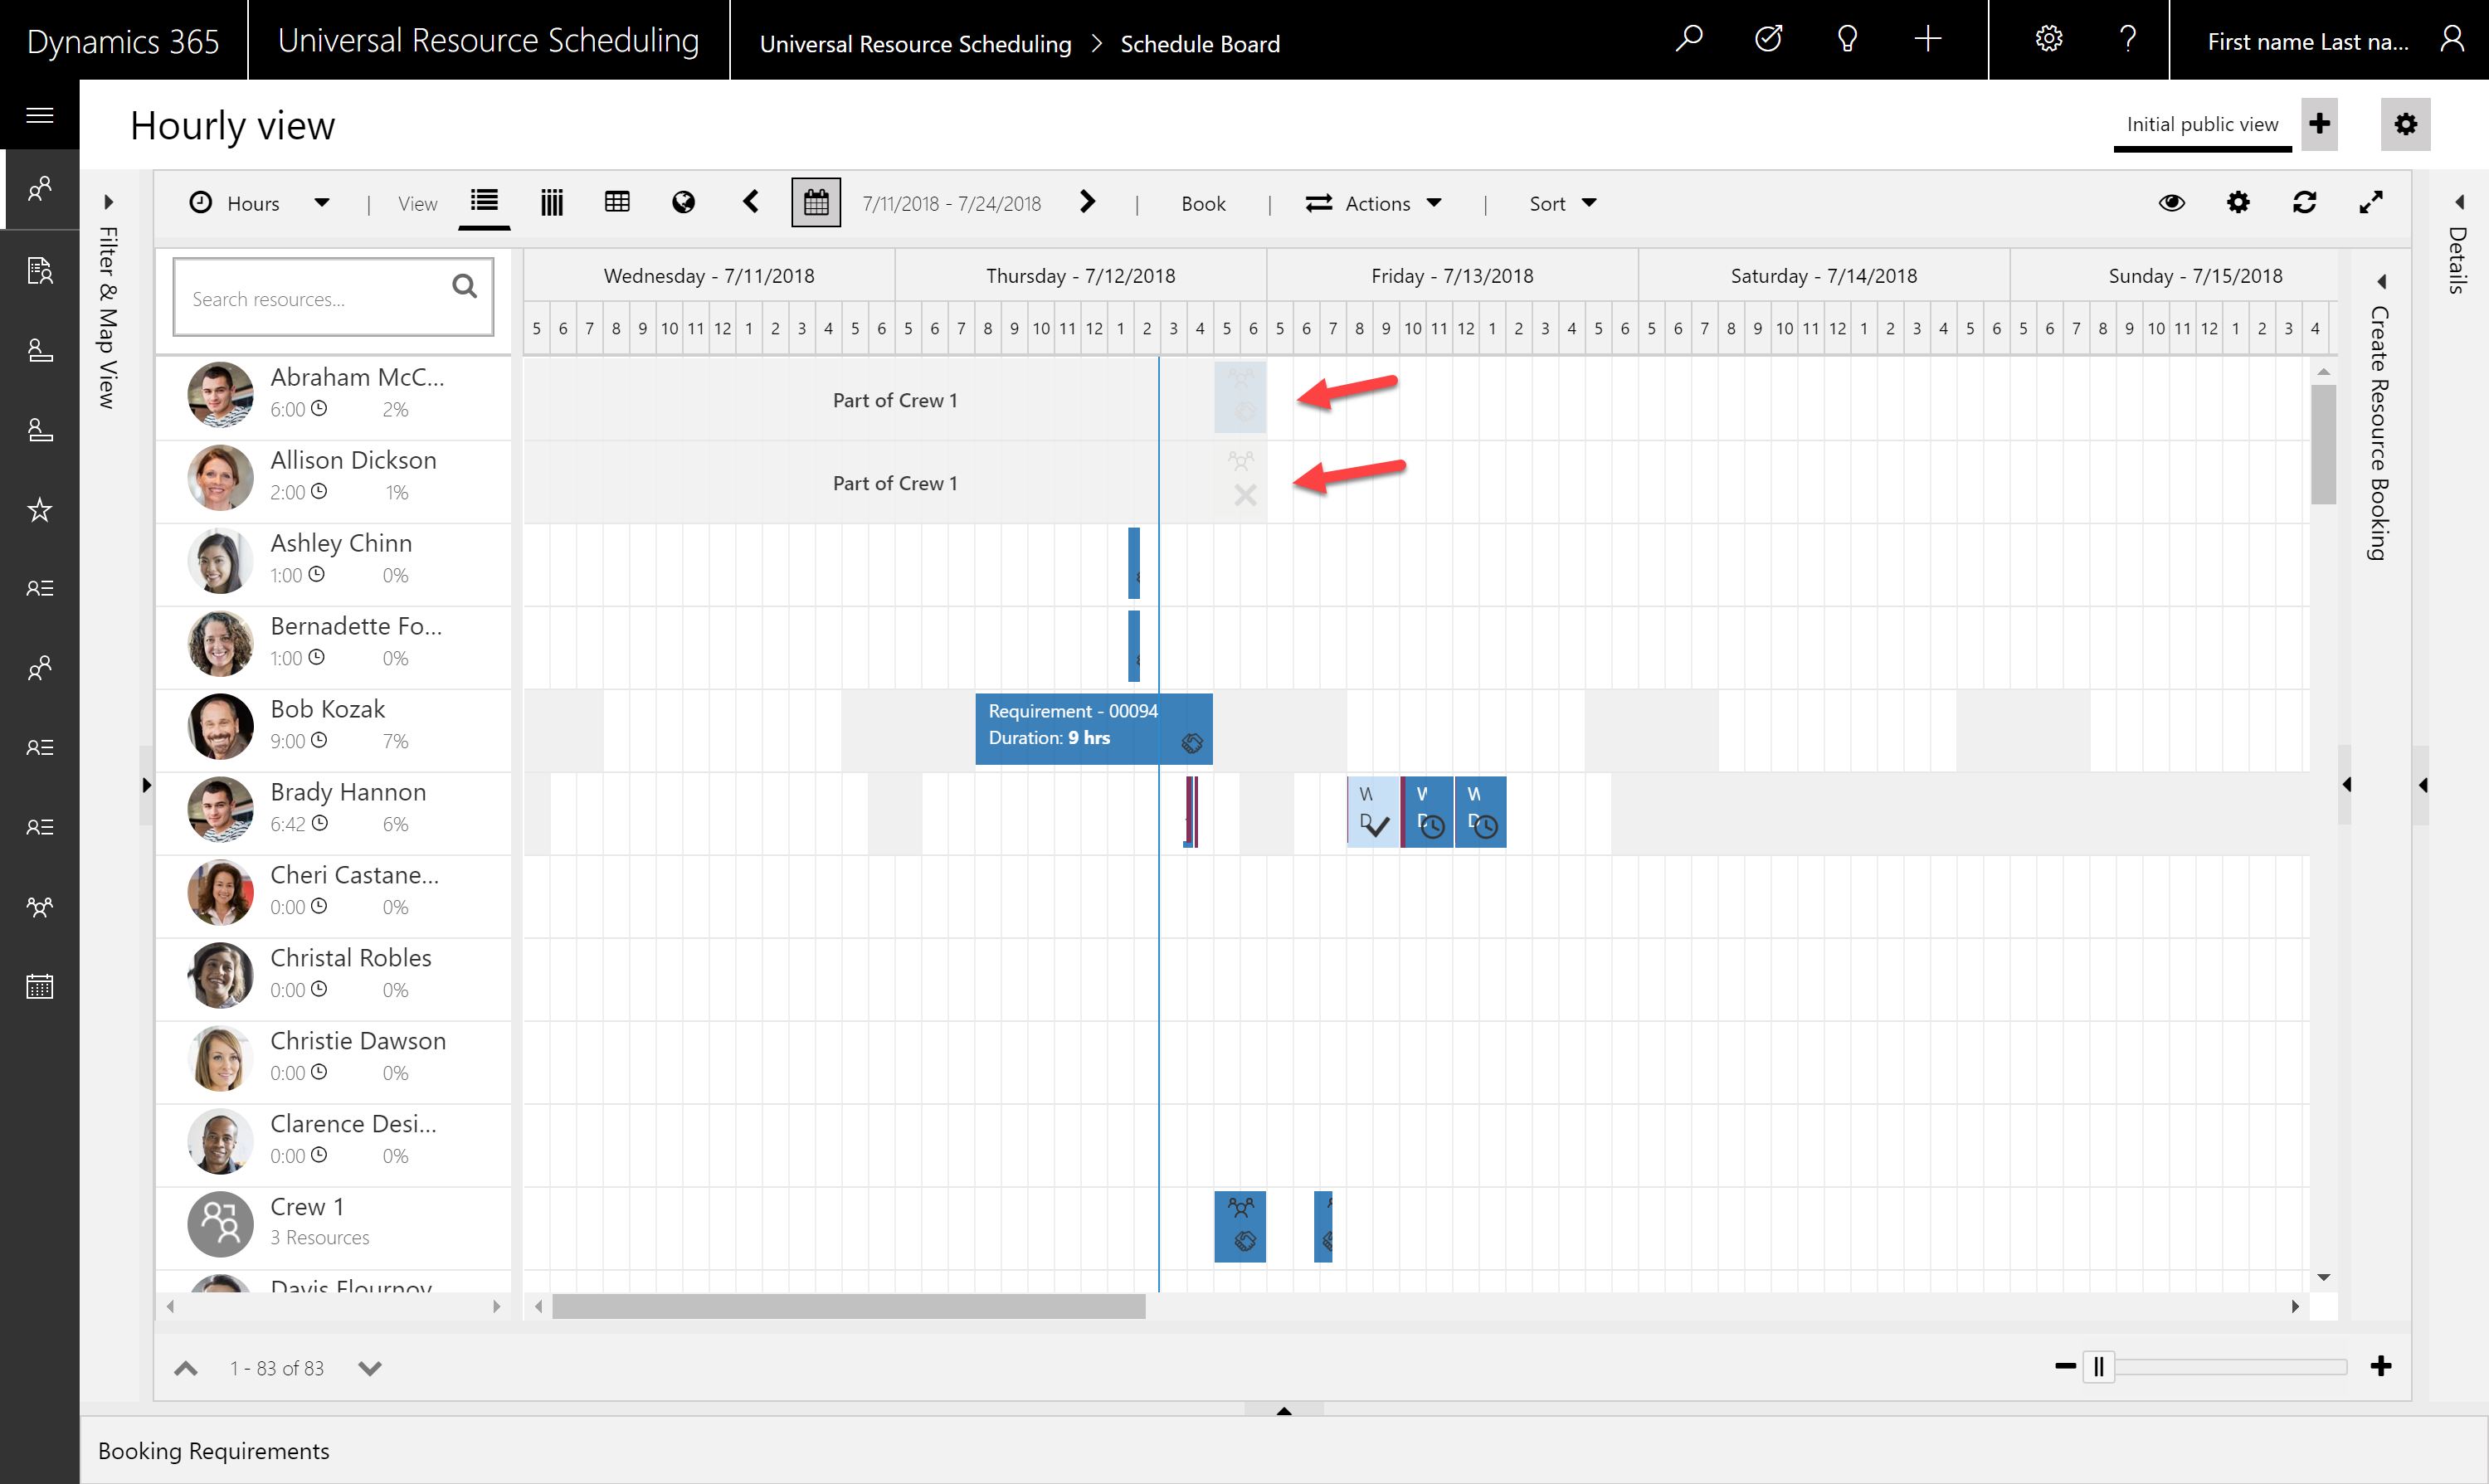 Dynamics 365
Universal Resource Scheduling
Universal Resource Scheduling > Schedule Board
First name Last na...
Hourly view
Initial public view
Filter & Map View
Hours
View
7/11/2018 - 7/24/2018
Book
Actions
Sort
Details
Create Resource Booking
Search resources...
Wednesday - 7/11/2018
Thursday - 7/12/2018
Friday - 7/13/2018
Saturday - 7/14/2018
Sunday - 7/15/2018
5 6 7 8 9 10 11 12 1 2 3 4 5 6 5 6 7 8 9 10 11 12 1 2 3 4 5 6 5 6 7 8 9 10 11 12 1 2 3 4 5 6 5 6 7 8 9 10 11 12 1 2 3 4 5 6 5 6 7 8 9 10 11 12 1 2 3 4
Abraham McC...
6:00 2%
Part of Crew 1
Allison Dickson
2:00 1%
Part of Crew 1
Ashley Chinn
1:00 0%
Bernadette Fo...
1:00 0%
Bob Kozak
9:00 7%
Requirement - 00094
Duration: 9 hrs
Brady Hannon
6:42 6%
W W W
D D D
Cheri Castane...
0:00 0%
Christal Robles
0:00 0%
Christie Dawson
0:00 0%
Clarence Desi...
0:00 0%
Crew 1
3 Resources
Davis Flournoy
1 - 83 of 83
Booking Requirements